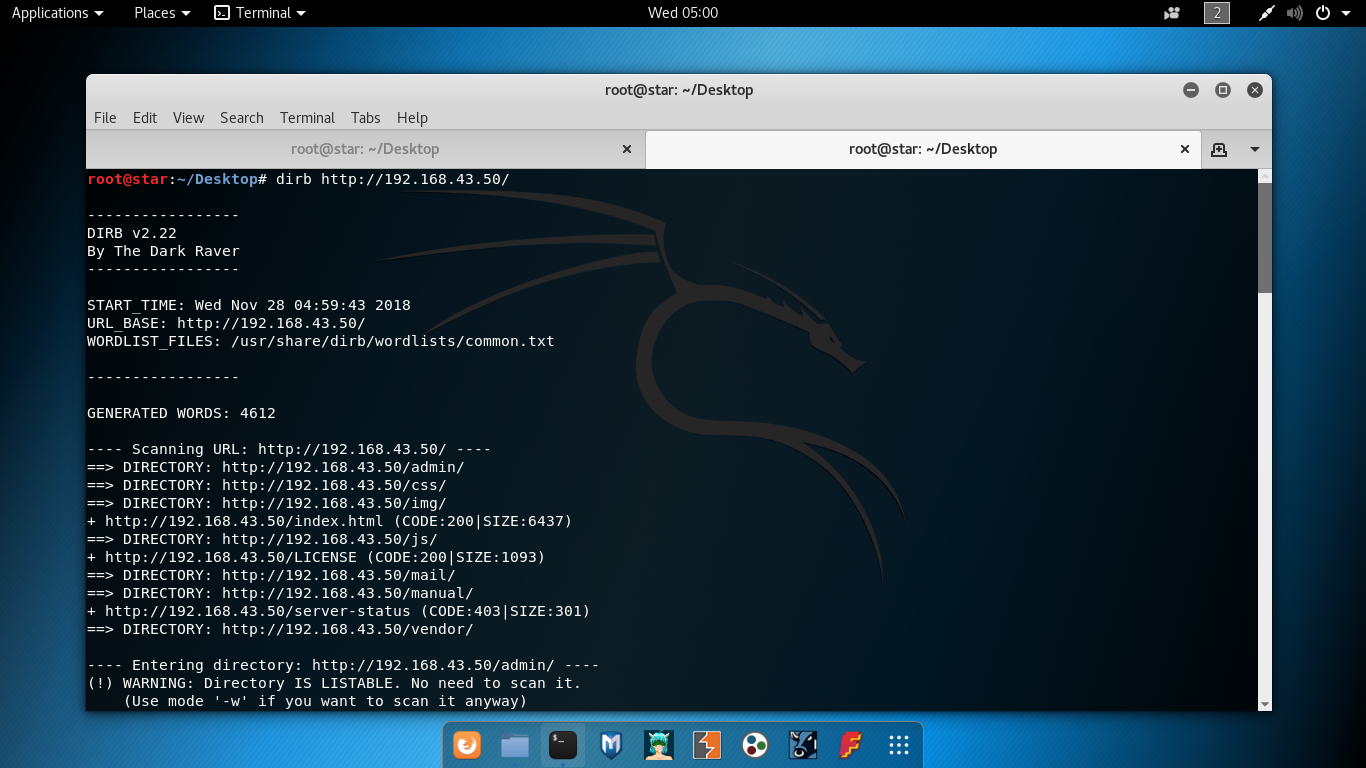 Applications Places Terminal Wed 05:00 2
root@star: ~/Desktop
File Edit View Search Terminal Tabs Help
root@star: ~/Desktop root@star: ~/Desktop
root@star:~/Desktop# dirb http://192.168.43.50/
-----------------
DIRB v2.22
By The Dark Raver
-----------------
START_TIME: Wed Nov 28 04:59:43 2018
URL_BASE: http://192.168.43.50/
WORDLIST_FILES: /usr/share/dirb/wordlists/common.txt
-----------------
GENERATED WORDS: 4612
---- Scanning URL: http://192.168.43.50/ ----
==> DIRECTORY: http://192.168.43.50/admin/
==> DIRECTORY: http://192.168.43.50/css/
==> DIRECTORY: http://192.168.43.50/img/
+ http://192.168.43.50/index.html (CODE:200|SIZE:6437)
==> DIRECTORY: http://192.168.43.50/js/
+ http://192.168.43.50/LICENSE (CODE:200|SIZE:1093)
==> DIRECTORY: http://192.168.43.50/mail/
==> DIRECTORY: http://192.168.43.50/manual/
+ http://192.168.43.50/server-status (CODE:403|SIZE:301)
==> DIRECTORY: http://192.168.43.50/vendor/
---- Entering directory: http://192.168.43.50/admin/ ----
(!) WARNING: Directory IS LISTABLE. No need to scan it.
(Use mode '-w' if you want to scan it anyway)